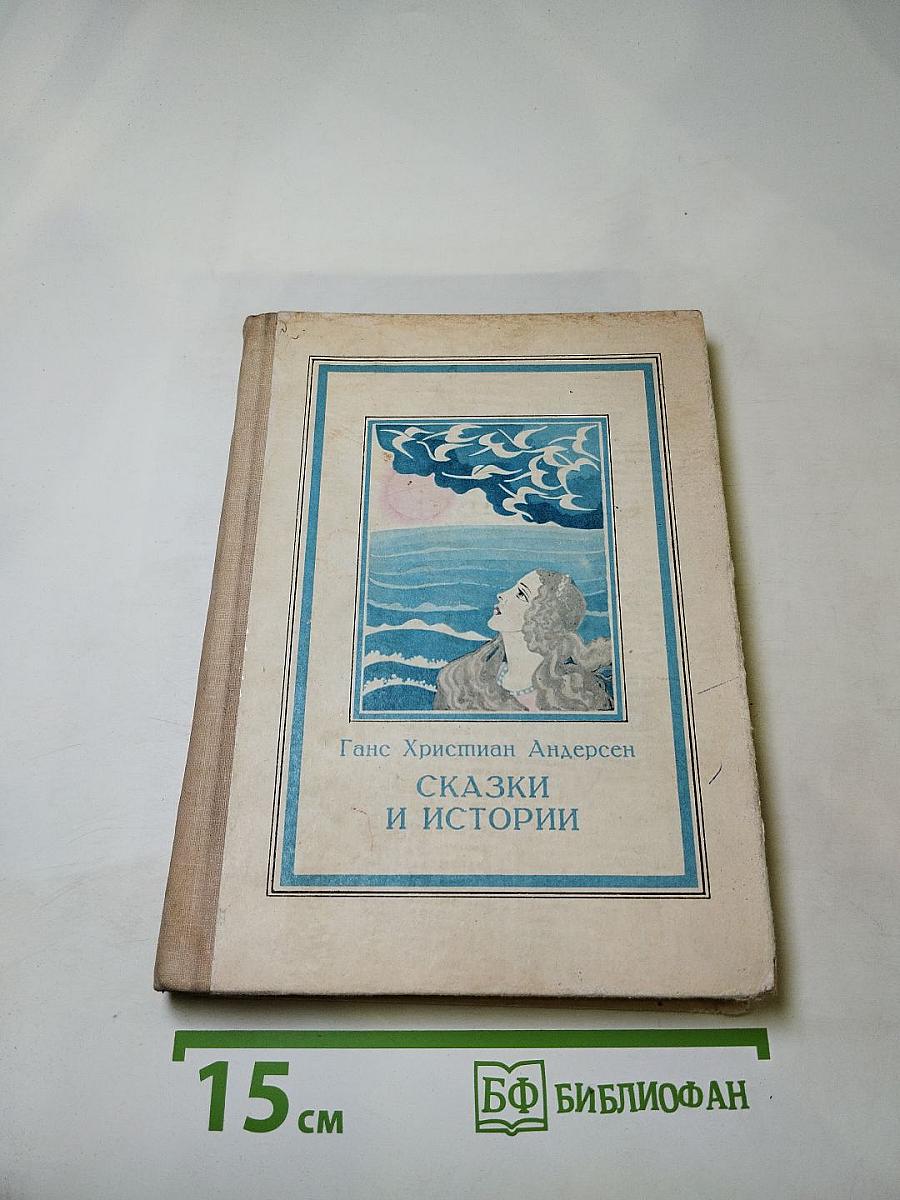 Ганс Христиан Андерсен
СКАЗКИ
И ИСТОРИИ
15 см
БФ БИБЛИОФАН